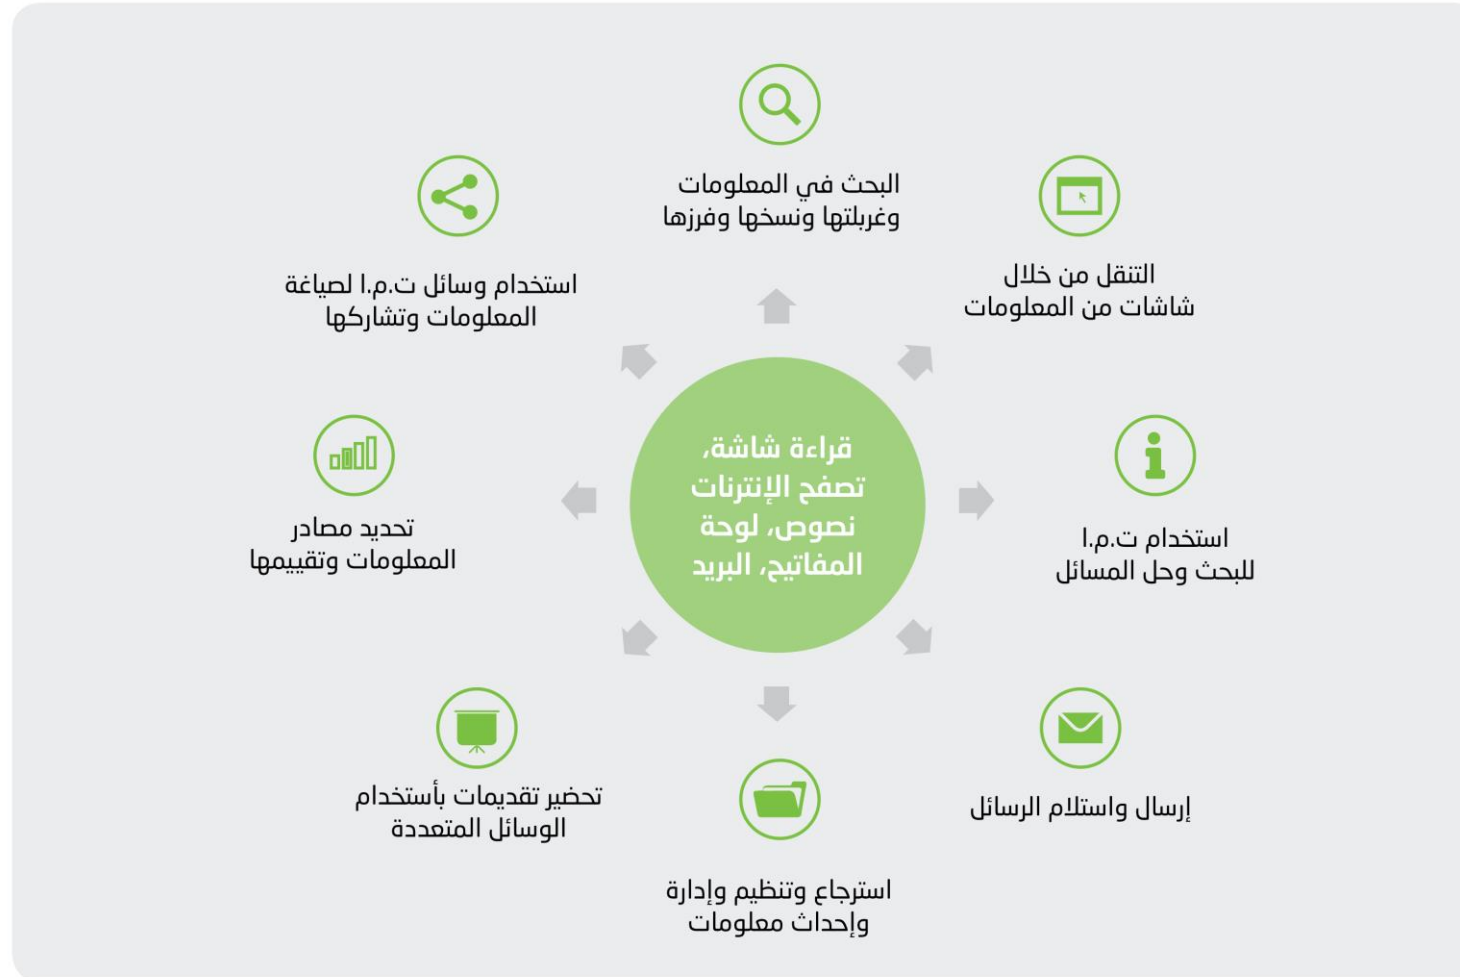 البحث في المعلومات
وغربلتها ونسخها وفرزها
التنقل من خلال
شاشات من المعلومات
استخدام ت.م.ا
للبحث وحل المسائل
إرسال واستلام الرسائل
استرجاع وتنظيم وإدارة
وإحداث معلومات
تحضير تقديمات بأستخدام
الوسائل المتعددة
تحديد مصادر
المعلومات وتقييمها
استخدام وسائل ت.م.ا لصياغة
المعلومات وتشاركها
قراءة شاشة،
تصفح الإنترنات
نصوص، لوحة
المفاتيح، البريد